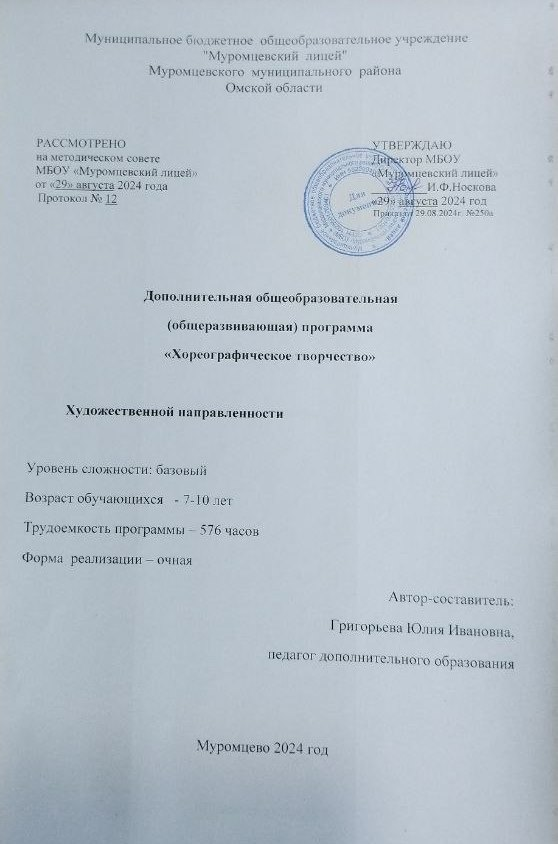 Муниципальное бюджетное общеобразовательное учреждение
"Муромцевский лицей"
Муромцевского муниципального района
Омской области
РАССМОТРЕНО
на методическом совете
МБОУ «Муромцевский лицей»
от «29» августа 2024 года
Протокол № 12
УТВЕРЖДАЮ
Директор МБОУ
«Муромцевский лицей»
И.Ф.Носкова
«29» августа 2024 год
Приказ от 29.08.2024г. №250а
Для
документов
Дополнительная общеобразовательная
(общеразвивающая) программа
«Хореографическое творчество»
Художественной направленности
Уровень сложности: базовый
Возраст обучающихся - 7-10 лет
Трудоемкость программы – 576 часов
Форма реализации – очная
Автор-составитель:
Григорьева Юлия Ивановна,
педагог дополнительного образования
Муромцево 2024 год